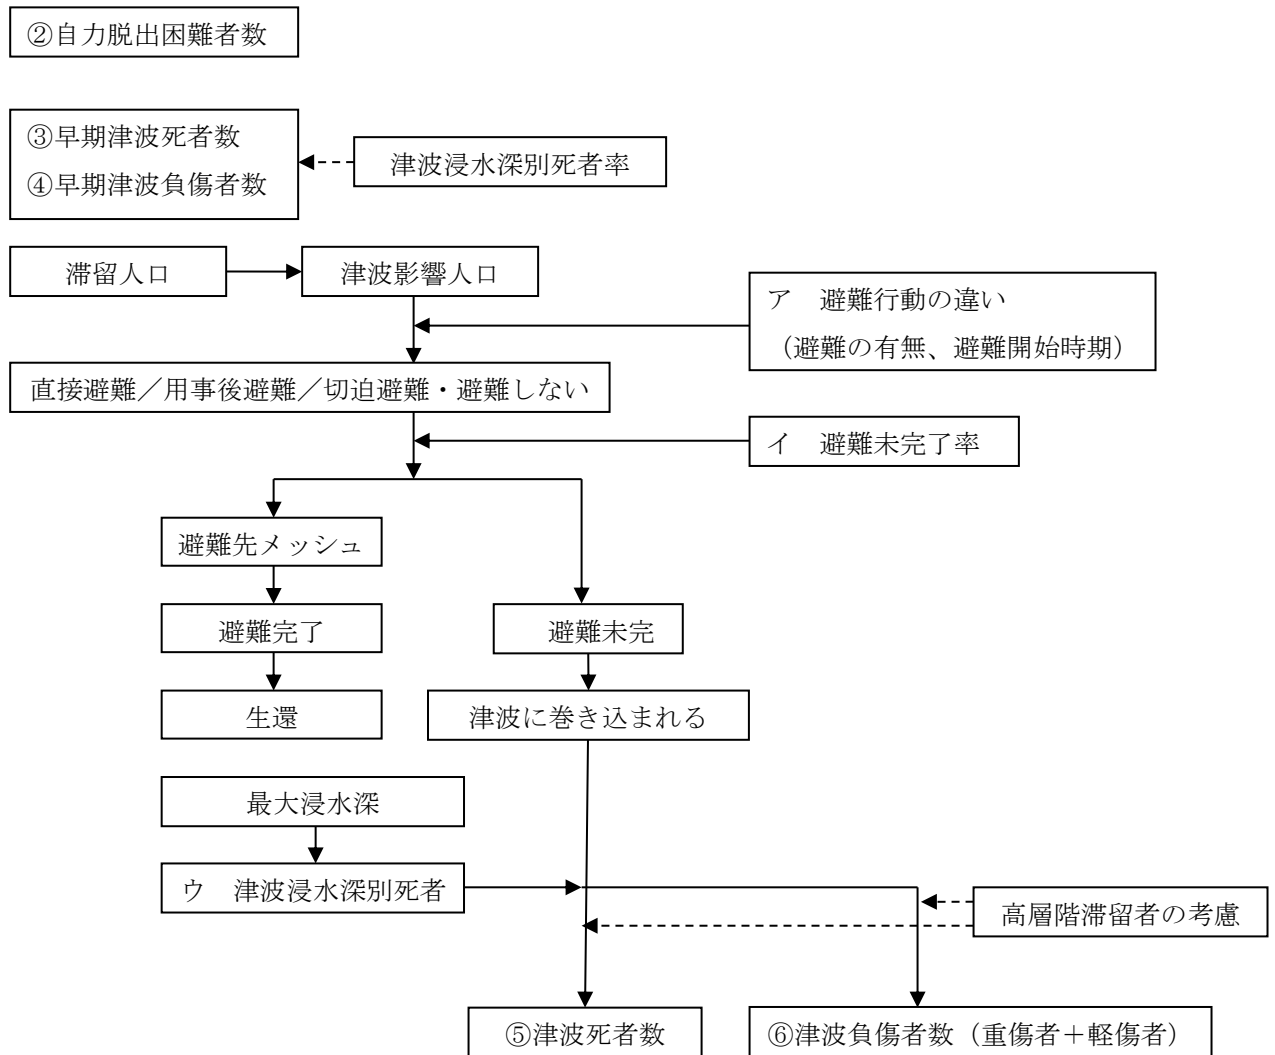 ②自力脱出困難者数
③早期津波死者数
④早期津波負傷者数
津波浸水深別死者率
滞留人口
津波影響人口
ア　避難行動の違い
（避難の有無、避難開始時期）
直接避難／用事後避難／切迫避難・避難しない
イ　避難未完了率
避難先メッシュ
避難完了
避難未完
生還
津波に巻き込まれる
最大浸水深
ウ　津波浸水深別死者
高層階滞留者の考慮
⑤津波死者数
⑥津波負傷者数（重傷者＋軽傷者）